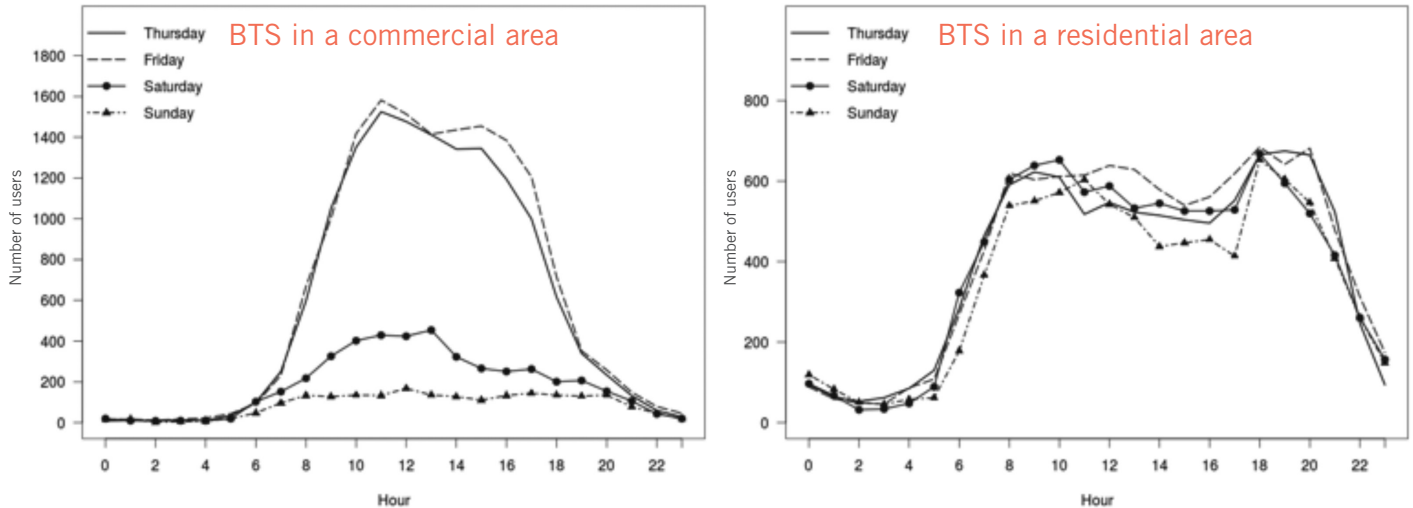 BTS in a commercial area
Thursday
Friday
Saturday
Sunday
Number of users
1800
1600
1400
1200
1000
800
600
400
200
0
0 2 4 6 8 10 12 14 16 18 20 22
Hour
BTS in a residential area
Thursday
Friday
Saturday
Sunday
Number of users
800
600
400
200
0
0 2 4 6 8 10 12 14 16 18 20 22
Hour